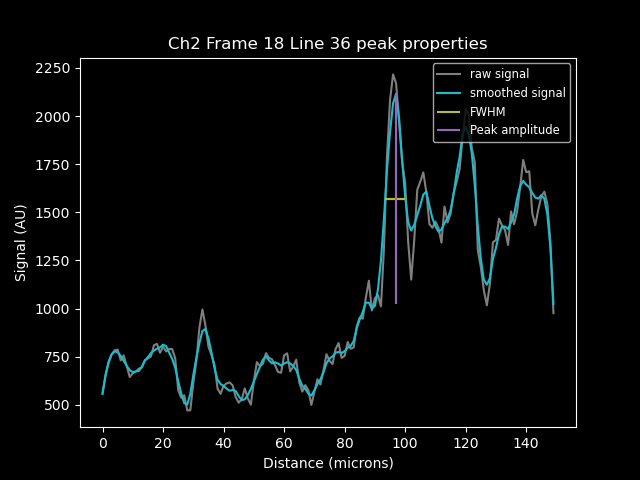 Ch2 Frame 18 Line 36 peak properties
raw signal
smoothed signal
FWHM
Peak amplitude
Signal (AU)
2250
2000
1750
1500
1250
1000
750
500
0 20 40 60 80 100 120 140
Distance (microns)